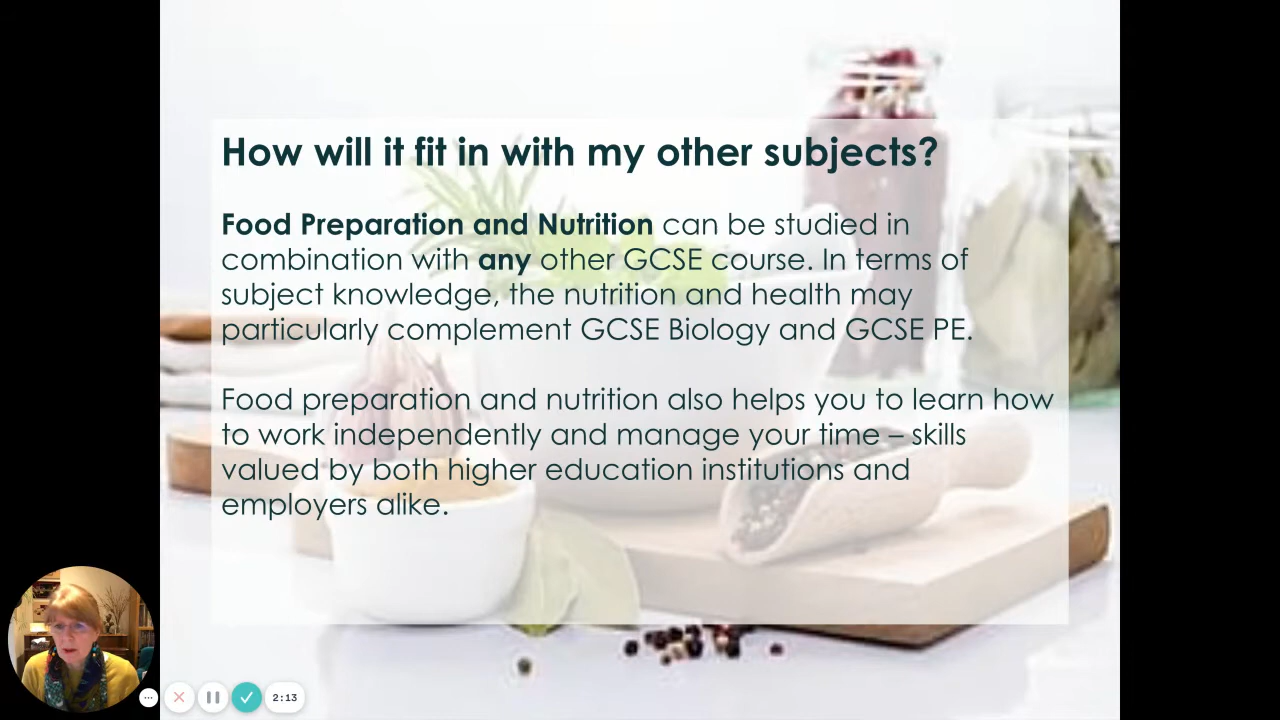 How will it fit in with my other subjects?
Food Preparation and Nutrition can be studied in
combination with any other GCSE course. In terms of
subject knowledge, the nutrition and health may
particularly complement GCSE Biology and GCSE PE.
Food preparation and nutrition also helps you to learn how
to work independently and manage your time – skills
valued by both higher education institutions and
employers alike.
2:13